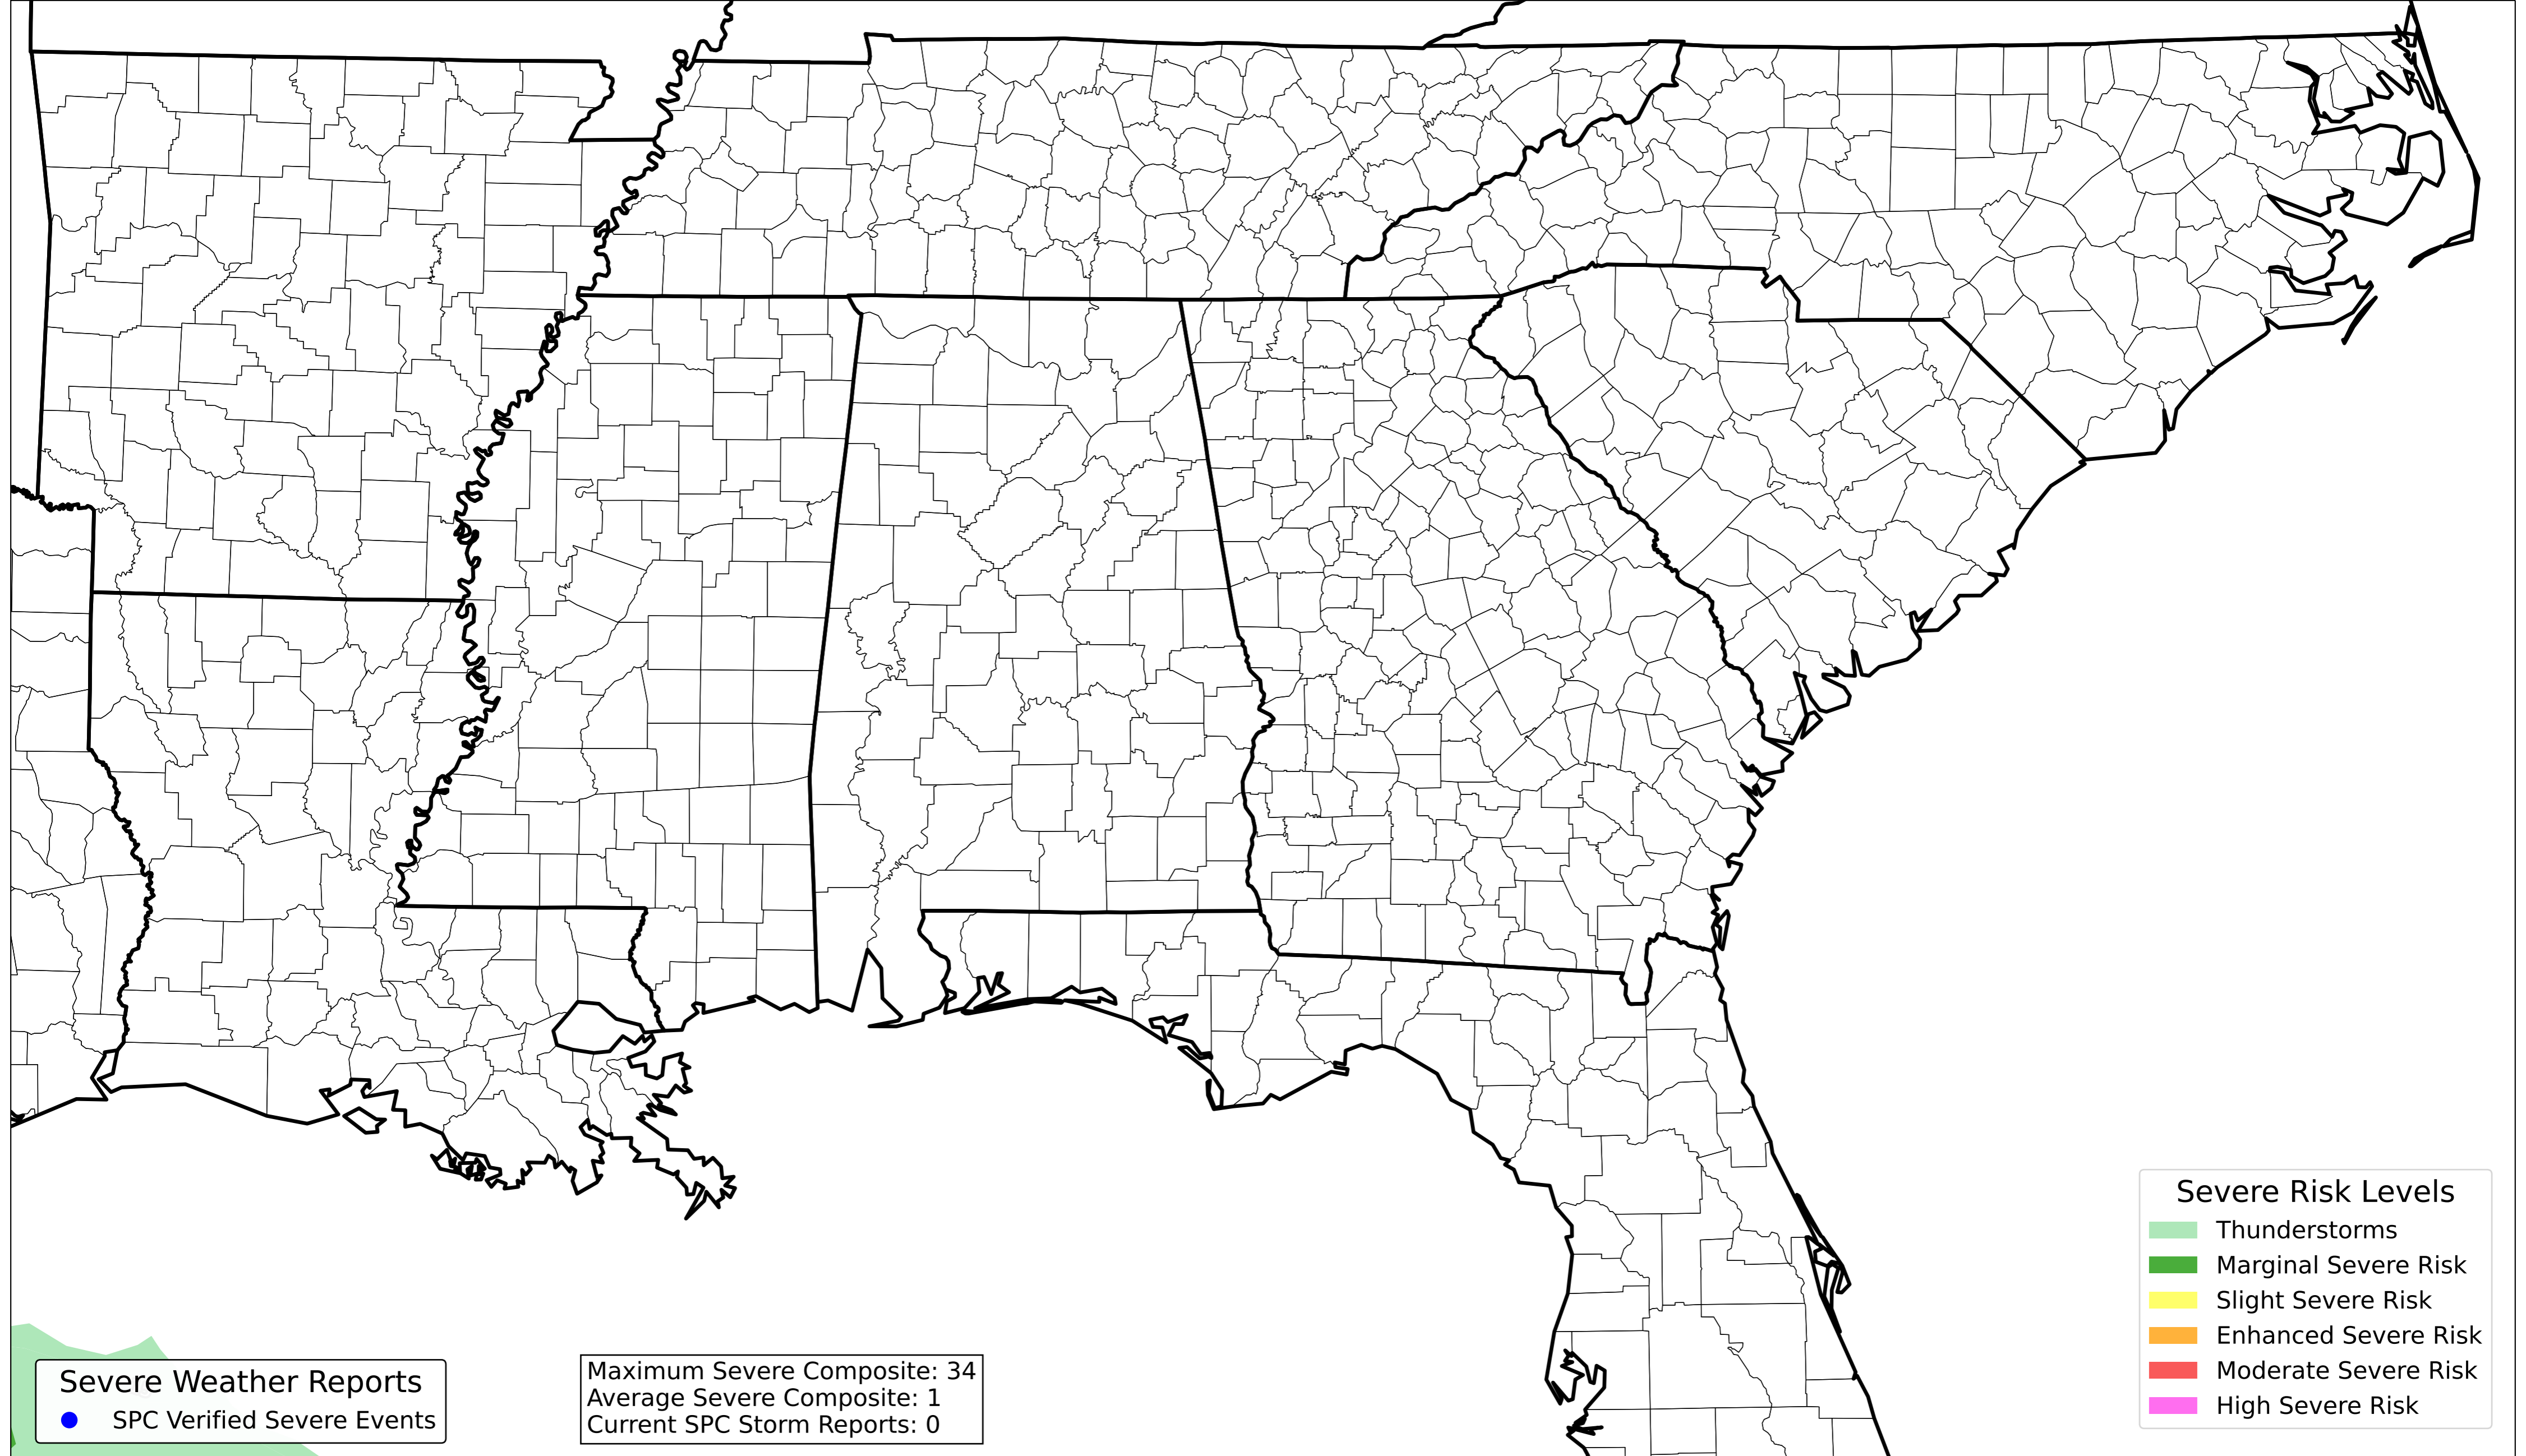 Severe Weather Reports
SPC Verified Severe Events
Maximum Severe Composite: 34
Average Severe Composite: 1
Current SPC Storm Reports: 0
Severe Risk Levels
Thunderstorms
Marginal Severe Risk
Slight Severe Risk
Enhanced Severe Risk
Moderate Severe Risk
High Severe Risk